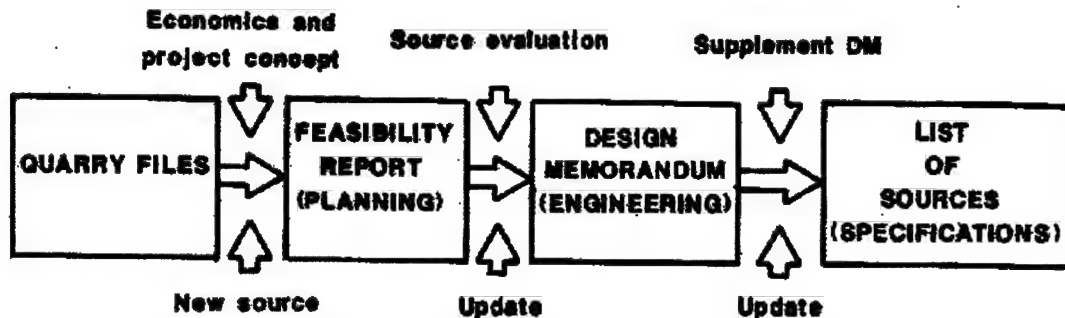 Economics and
project concept
Source evaluation
Supplement DM
QUARRY FILES
FEASIBILITY
REPORT
(PLANNING)
DESIGN
MEMORANDUM
(ENGINEERING)
LIST
OF
SOURCES
(SPECIFICATIONS)
New source
Update
Update